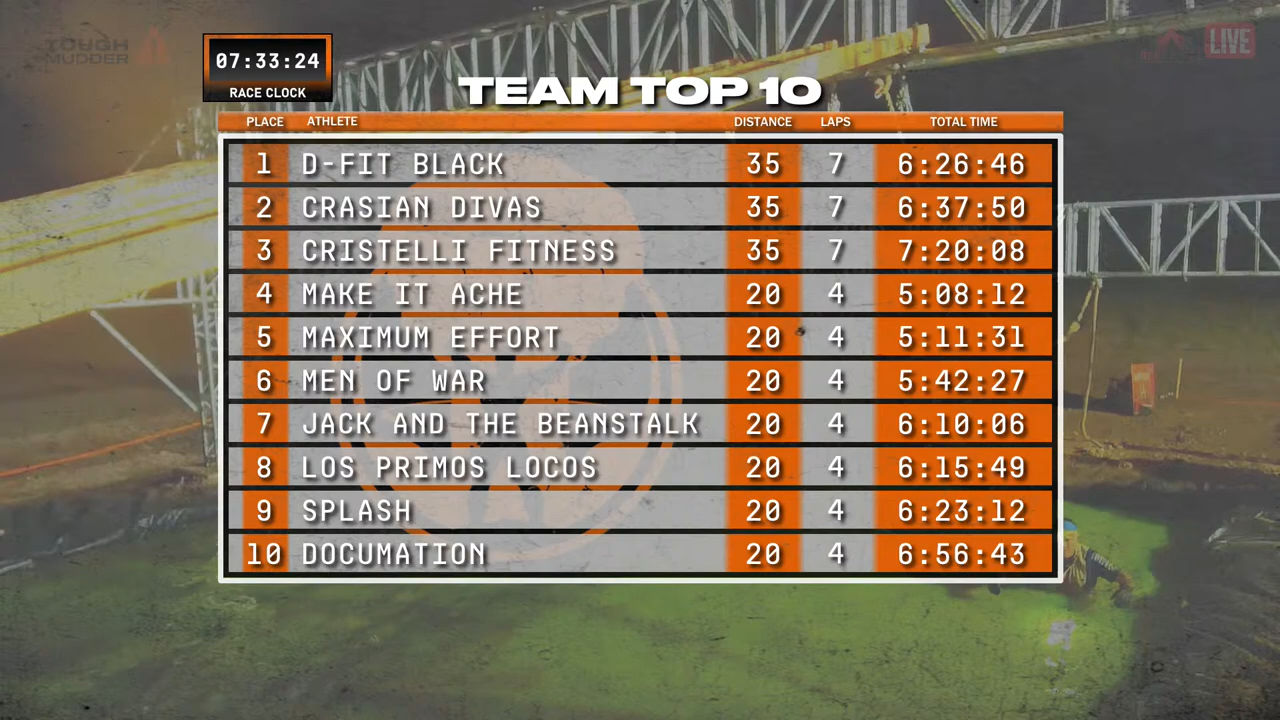 TOUGH
MUDDER
07:33:24
RACE CLOCK
LIVE
TEAM TOP 10
PLACE ATHLETE DISTANCE LAPS TOTAL TIME
1 D-FIT BLACK 35 7 6:26:46
2 CRASIAN DIVAS 35 7 6:37:50
3 CRISTELLI FITNESS 35 7 7:20:08
4 MAKE IT ACHE 20 4 5:08:12
5 MAXIMUM EFFORT 20 4 5:11:31
6 MEN OF WAR 20 4 5:42:27
7 JACK AND THE BEANSTALK 20 4 6:10:06
8 LOS PRIMOS LOCOS 20 4 6:15:49
9 SPLASH 20 4 6:23:12
10 DOCUMATION 20 4 6:56:43